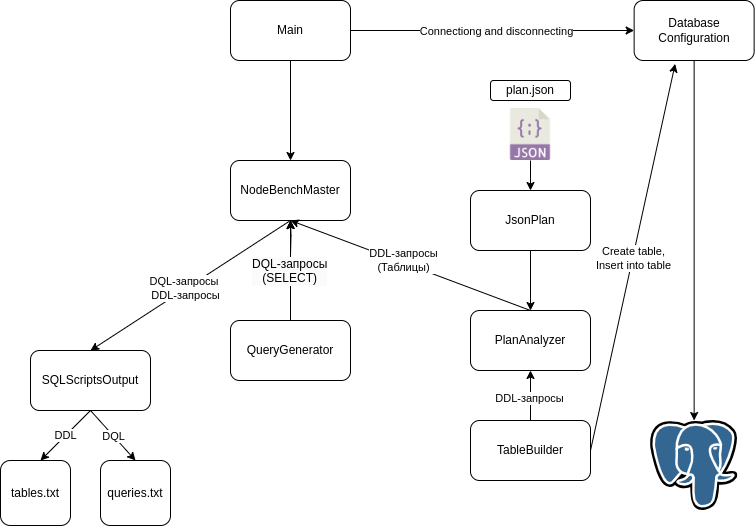 Main
Connectiong and disconnecting
Database
Configuration
plan.json
{;}
JSON
NodeBenchMaster
JsonPlan
DDL-запросы
(Таблицы)
DQL-запросы
(SELECT)
Create table,
Insert into table
DQL-запросы
DDL-запросы
QueryGenerator
PlanAnalyzer
SQLScriptsOutput
DDL-запросы
DDL
DQL
TableBuilder
tables.txt
queries.txt